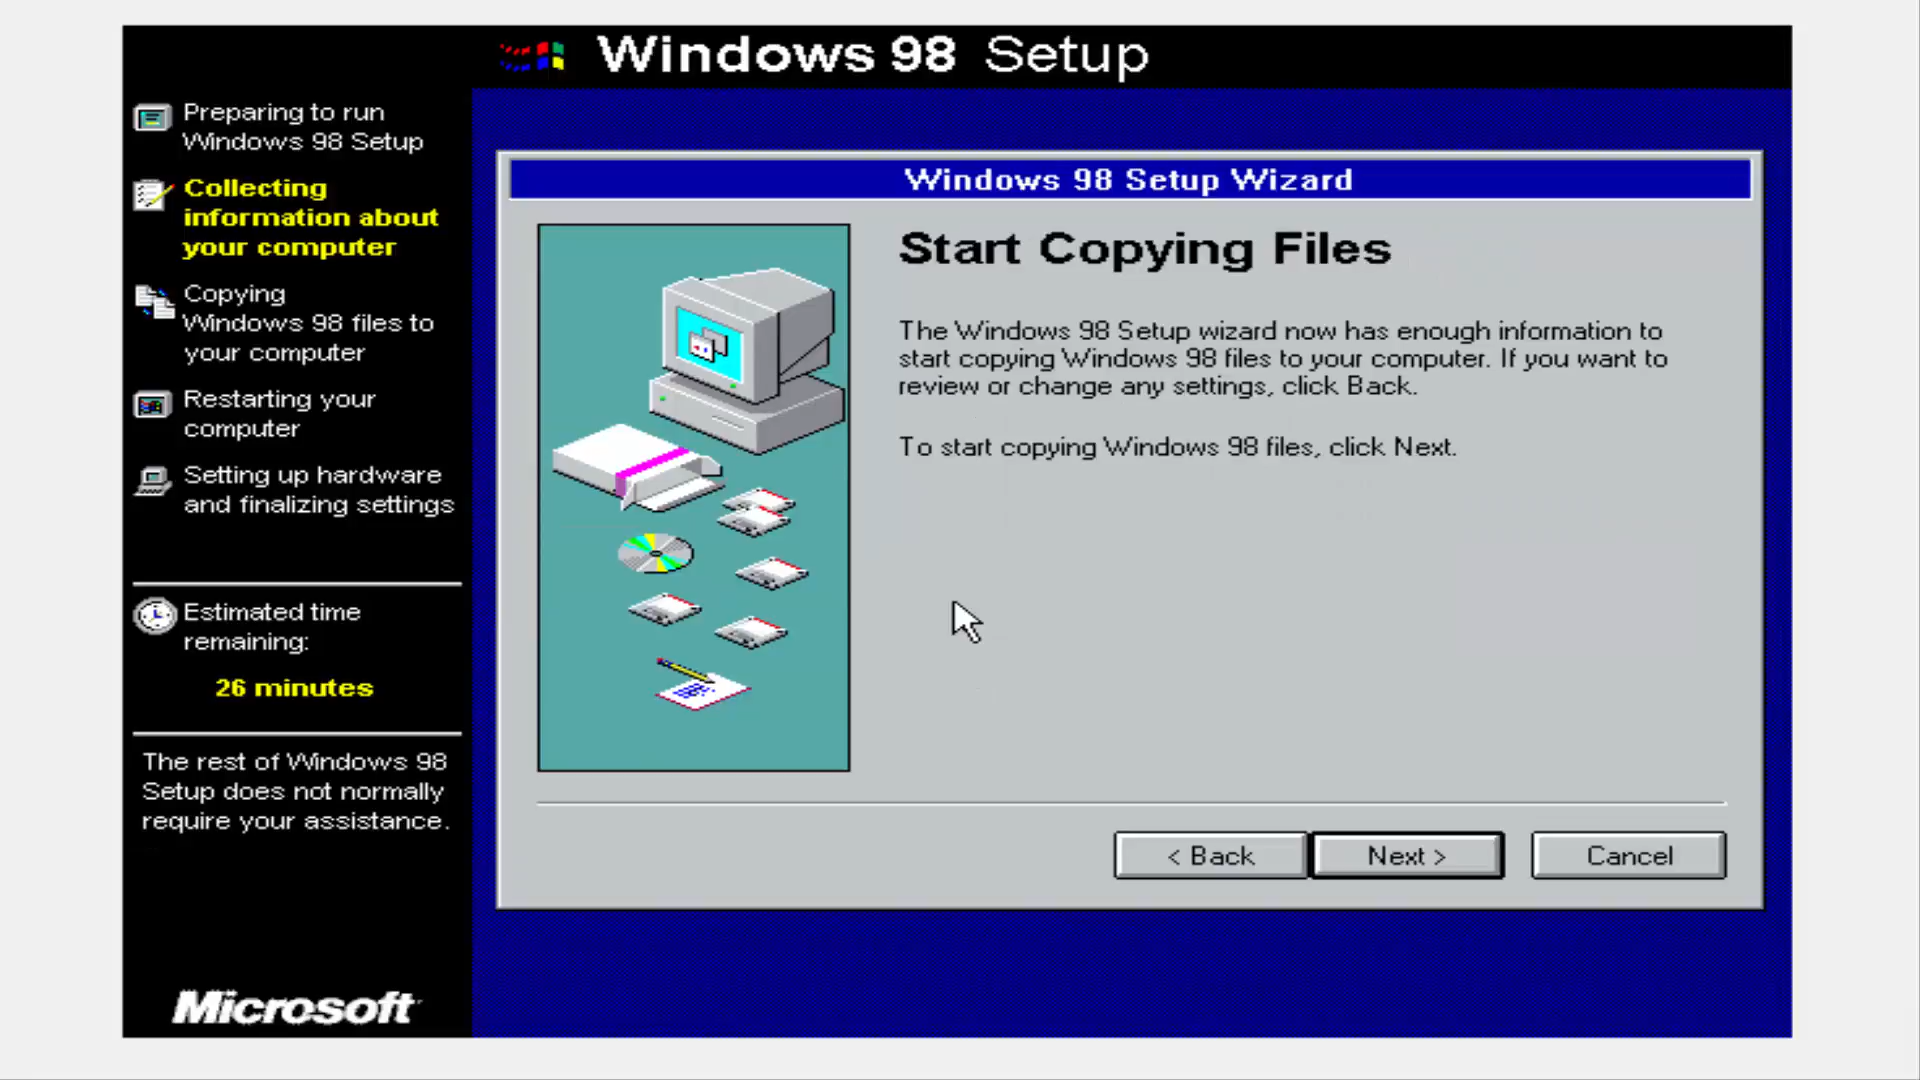 Windows 98 Setup
Preparing to run
Windows 98 Setup
Collecting
information about
your computer
Copying
Windows 98 files to
your computer
Restarting your
computer
Setting up hardware
and finalizing settings
Estimated time
remaining:
26 minutes
The rest of Windows 98
Setup does not normally
require your assistance.
Microsoft
Windows 98 Setup Wizard
Start Copying Files
The Windows 98 Setup wizard now has enough information to
start copying Windows 98 files to your computer. If you want to
review or change any settings, click Back.
To start copying Windows 98 files, click Next.
< Back
Next >
Cancel